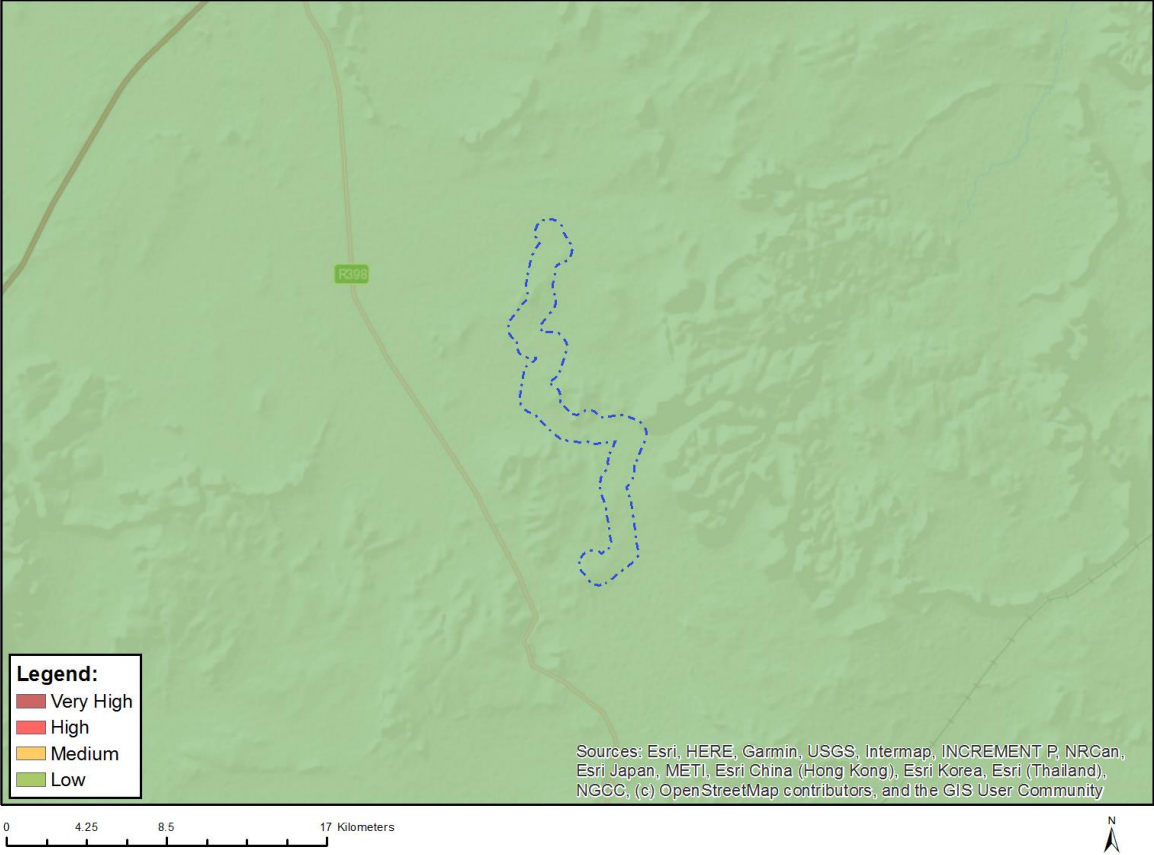 R398
Legend:
Very High
High
Medium
Low
Sources: Esri, HERE, Garmin, USGS, Intermap, INCREMENT P, NRCan,
Esri Japan, METI, Esri China (Hong Kong), Esri Korea, Esri (Thailand),
NGCC, (c) OpenStreetMap contributors, and the GIS User Community
0 4.25 8.5 17 Kilometers
N